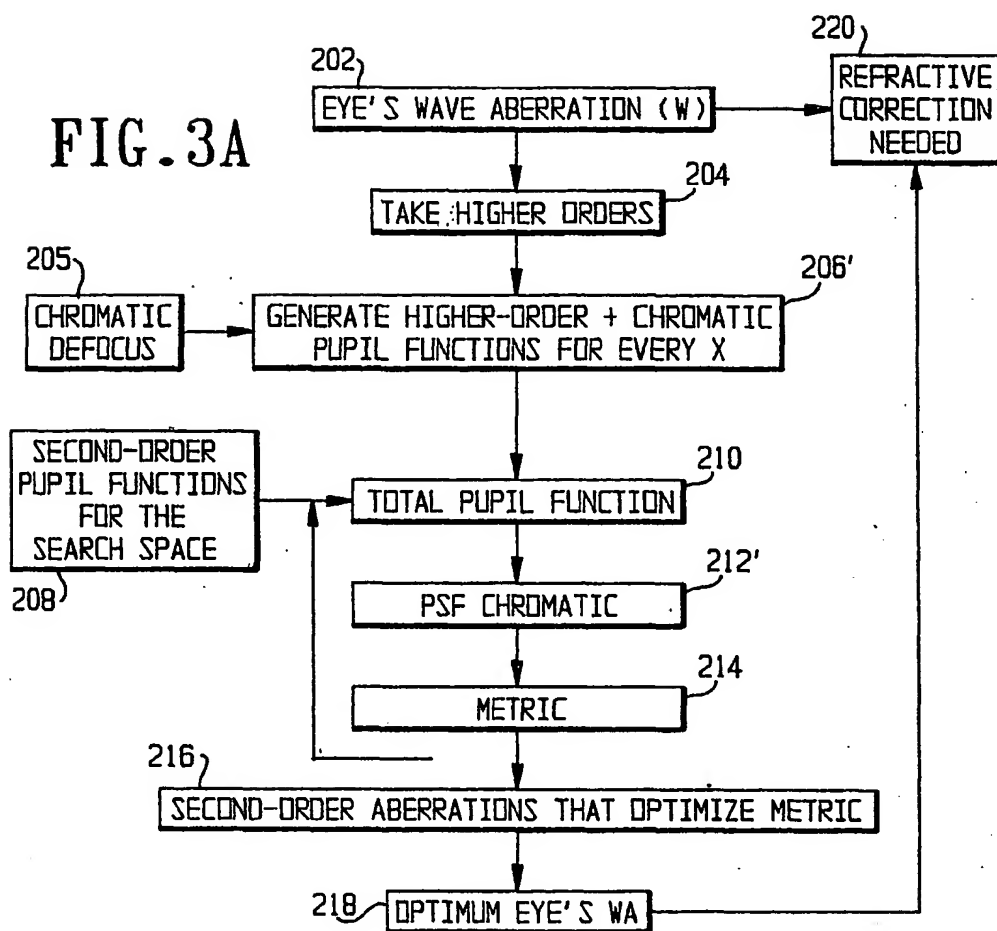 FIG.3A
202
EYE'S WAVE ABERRATION (W)
220
REFRACTIVE
CORRECTION
NEEDED
204
TAKE HIGHER ORDERS
205
CHROMATIC
DEFOCUS
206'
GENERATE HIGHER-ORDER + CHROMATIC
PUPIL FUNCTIONS FOR EVERY X
SECOND-ORDER
PUPIL FUNCTIONS
FOR THE
SEARCH SPACE
208
210
TOTAL PUPIL FUNCTION
212'
PSF CHROMATIC
214
METRIC
216
SECOND-ORDER ABERRATIONS THAT OPTIMIZE METRIC
218
OPTIMUM EYE'S WA